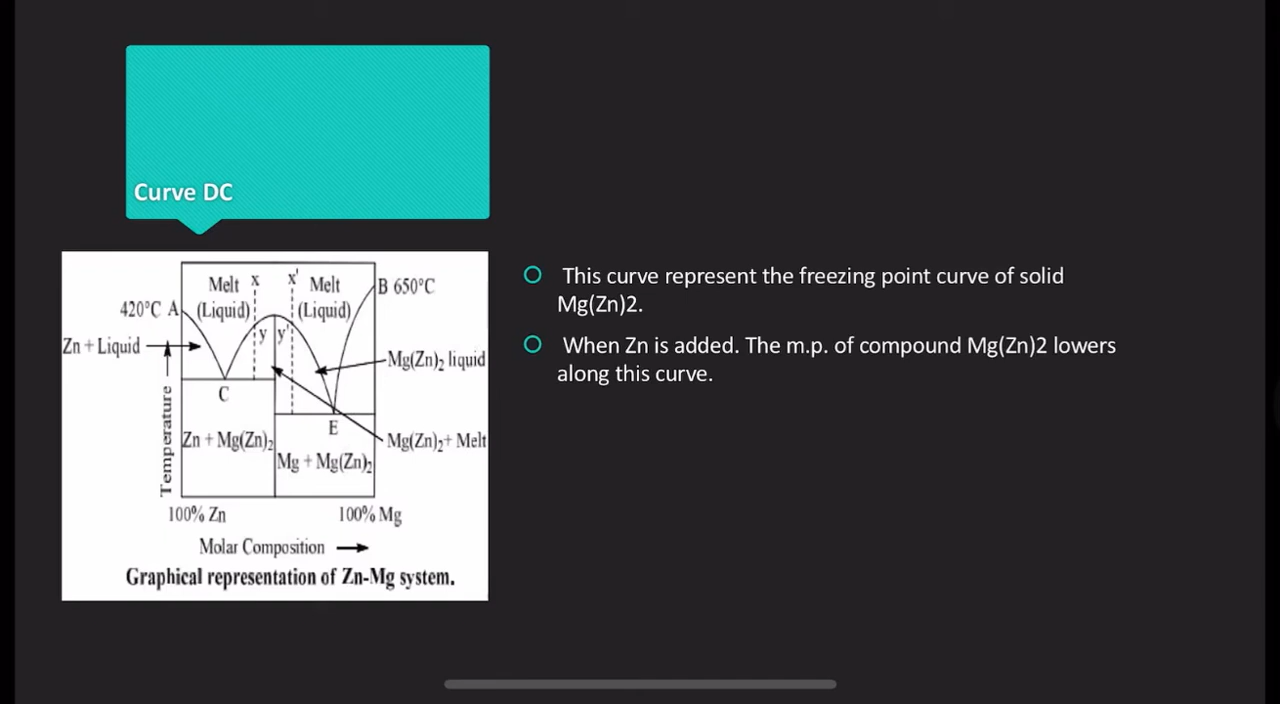 Curve DC
This curve represent the freezing point curve of solid
Mg(Zn)2.
When Zn is added. The m.p. of compound Mg(Zn)2 lowers
along this curve.
Melt x x' Melt
B 650°C
420°C A (Liquid) (Liquid)
Zn + Liquid
y y'
Mg(Zn)₂ liquid
C
E
Temperature
Zn + Mg(Zn)₂
Mg(Zn)₂+ Melt
Mg + Mg(Zn)₂
100% Zn 100% Mg
Molar Composition
Graphical representation of Zn-Mg system.